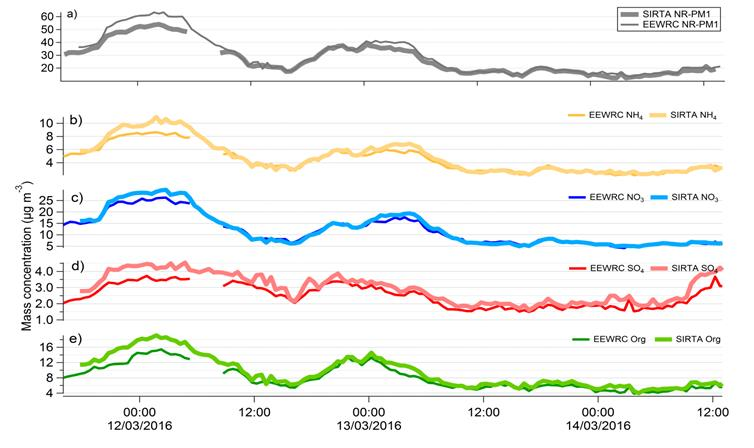 a)
60
50
40
30
20
SIRTA NR-PM1
EEWRC NR-PM1
b)
10
8
6
4
EEWRC NH4
SIRTA NH4
c)
25
20
15
10
5
EEWRC NO3
SIRTA NO3
d)
4.0
3.0
2.0
1.0
EEWRC SO4
SIRTA SO4
e)
16
12
8
4
EEWRC Org
SIRTA Org
Mass concentration (µg m-3)
00:00
12:00
00:00
12:00
00:00
12:00
12/03/2016
13/03/2016
14/03/2016